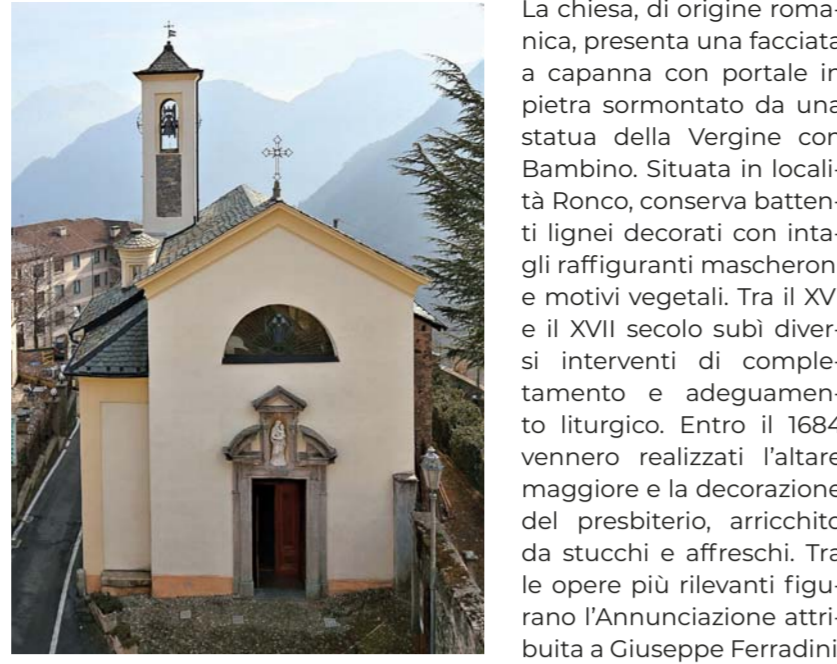 La chiesa, di origine roma-
nica, presenta una facciata
a capanna con portale in
pietra sormontato da una
statua della Vergine con
Bambino. Situata in locali-
tà Ronco, conserva batten-
ti lignei decorati con inta-
gli raffiguranti mascheron
e motivi vegetali. Tra il XV
e il XVII secolo subì diver-
si interventi di comple-
tamento e adeguamen-
to liturgico. Entro il 1684
vennero realizzati l’altare
maggiore e la decorazione
del presbiterio, arricchito
da stucchi e affreschi. Tra
le opere più rilevanti figu-
rano l’Annunciazione attri-
buita a Giuseppe Ferradini